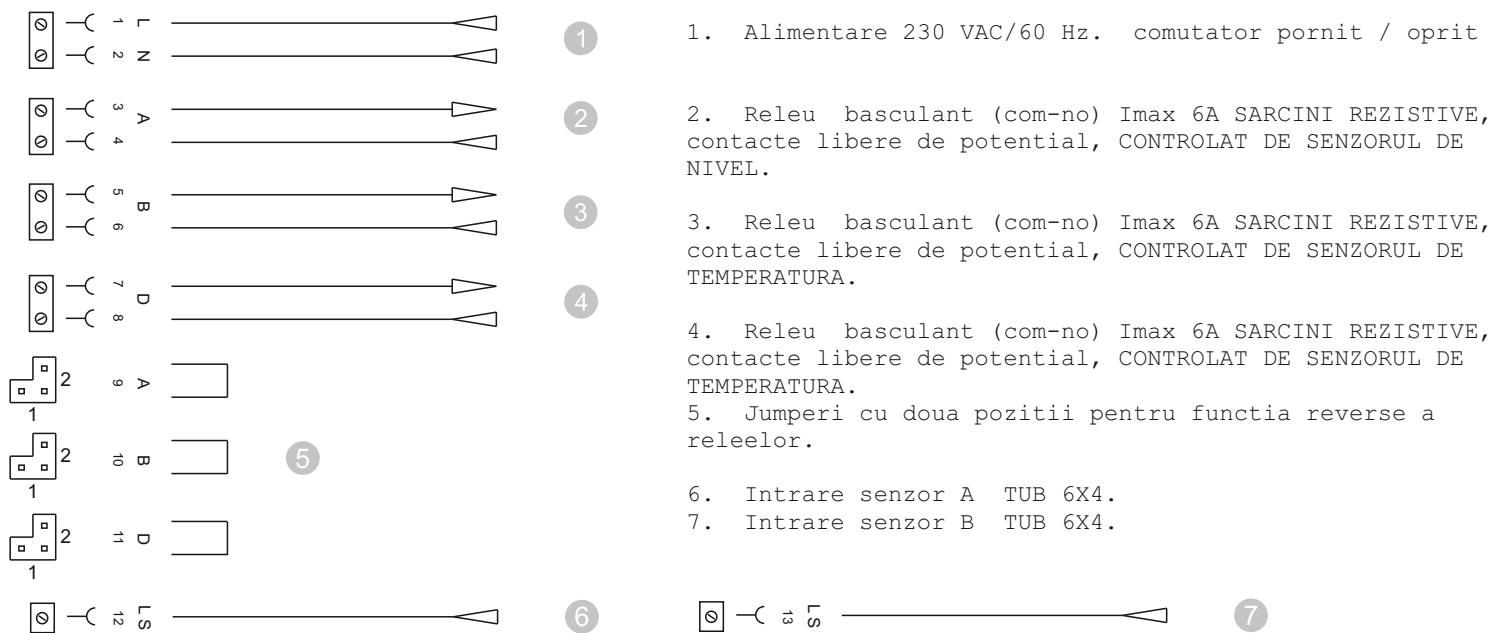 1 L
2 N
1
1. Alimentare 230 VAC/60 Hz. comutator pornit / oprit
3 A
4
2
2. Releu basculant (com-no) Imax 6A SARCINI REZISTIVE,
contacte libere de potential, CONTROLAT DE SENZORUL DE
NIVEL.
5 B
6
3
3. Releu basculant (com-no) Imax 6A SARCINI REZISTIVE,
contacte libere de potential, CONTROLAT DE SENZORUL DE
TEMPERATURA.
7 D
8
4
4. Releu basculant (com-no) Imax 6A SARCINI REZISTIVE,
contacte libere de potential, CONTROLAT DE SENZORUL DE
TEMPERATURA.
2 9 A
1
5. Jumperi cu doua pozitii pentru functia reverse a
releelor.
2 10 B
1
5
6. Intrare senzor A TUB 6X4.
7. Intrare senzor B TUB 6X4.
2 11 D
1
12 LS
6
13 LS
7